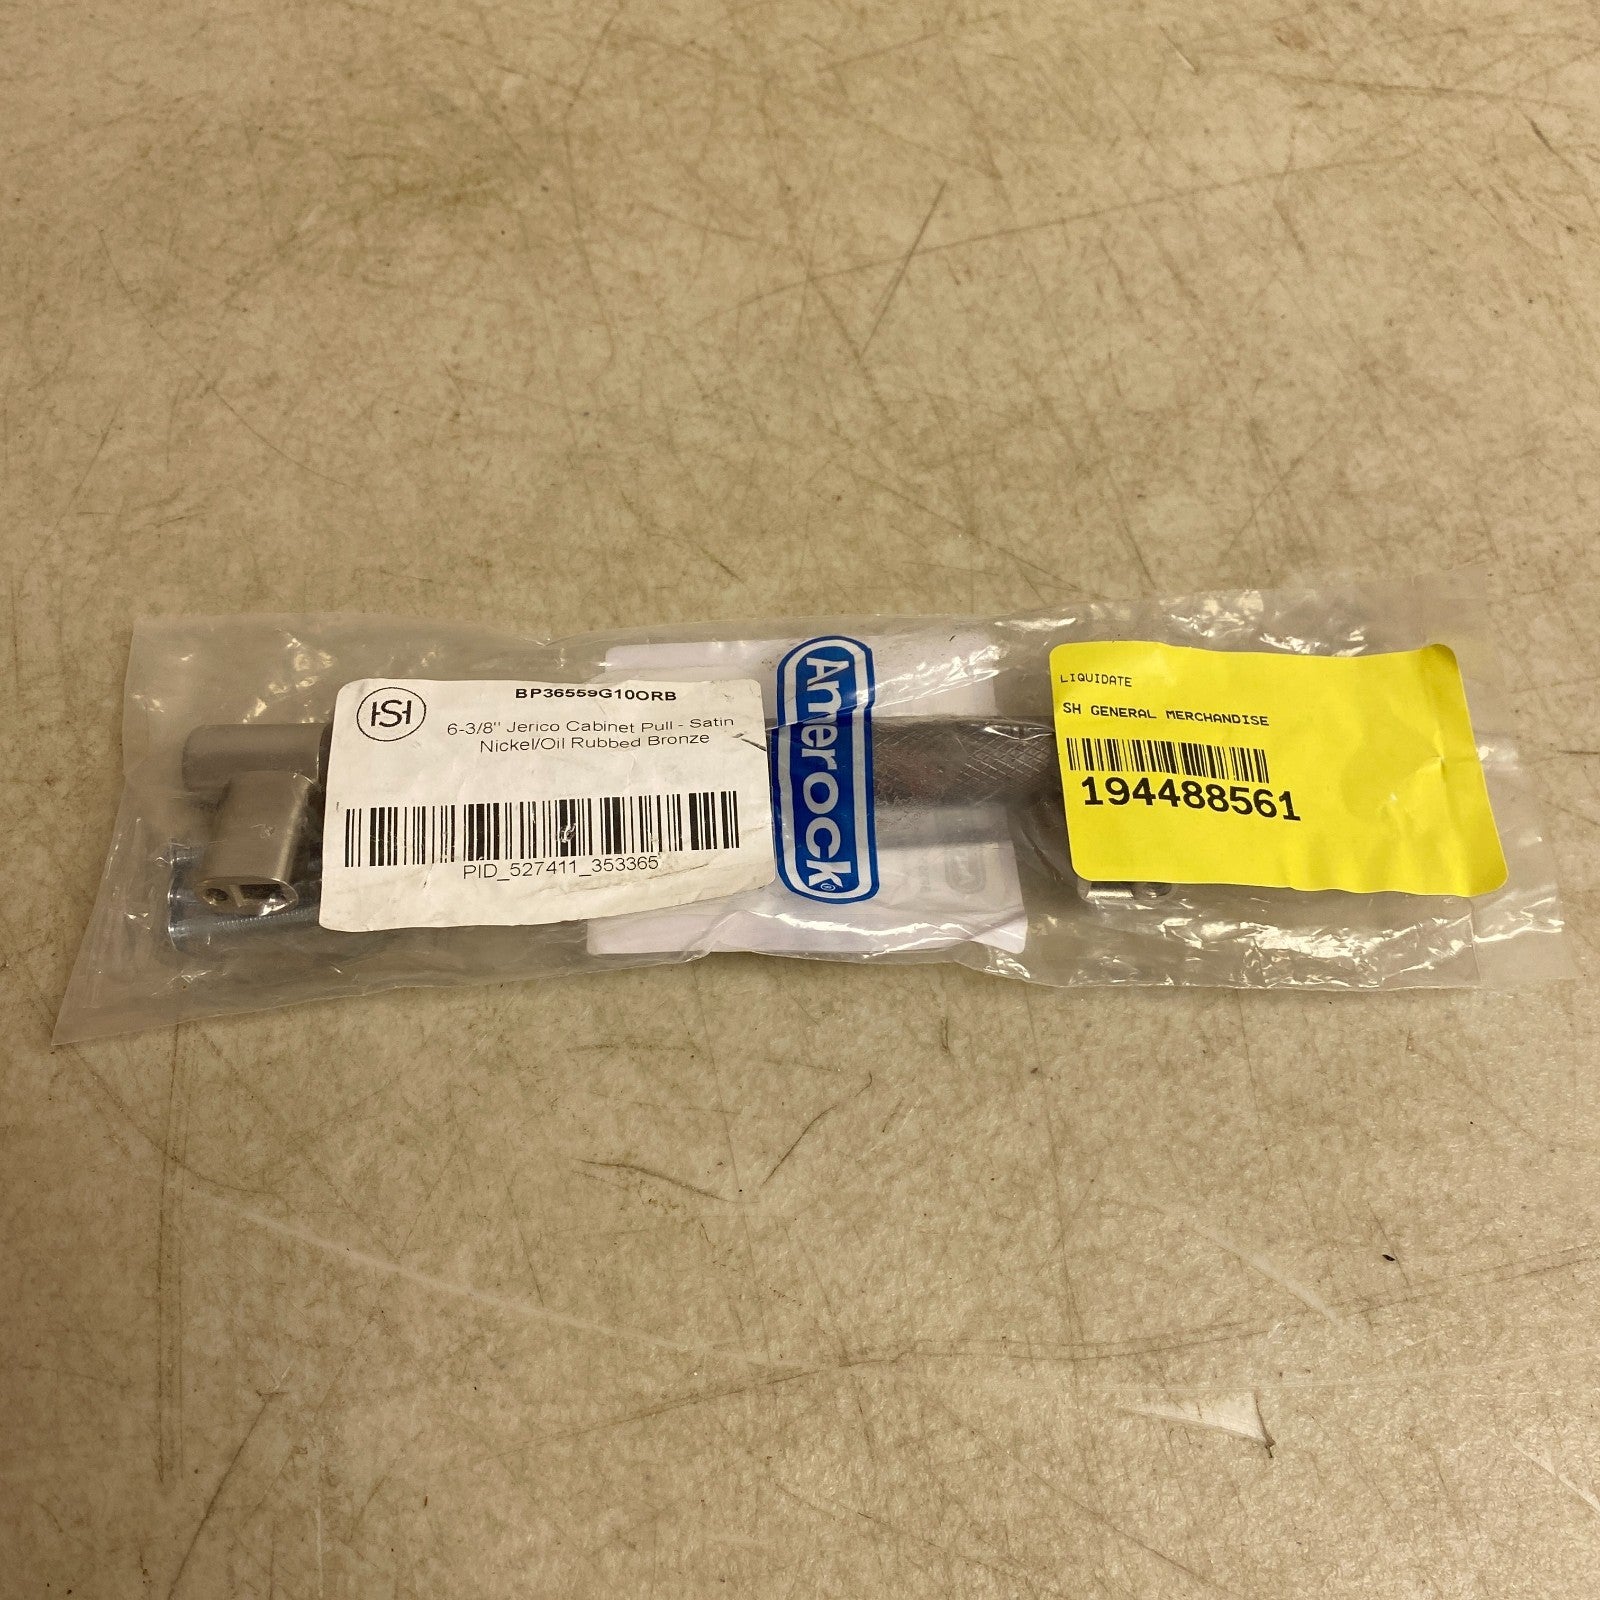 HSH
BP36559G10ORB
6-3/8" Jerico Cabinet Pull - Satin
Nickel/Oil Rubbed Bronze
PID_527411_353365
Amerock
®
LIQUIDATE
SH GENERAL MERCHANDISE
194488561